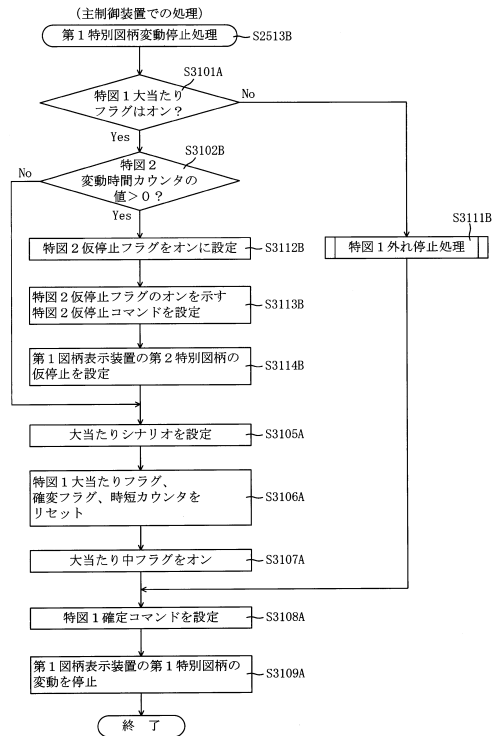 (主制御装置での処理)
第1特別図柄変動停止処理
S2513B
S3101A
特図1大当たり
フラグはオン?
No
Yes
S3102B
No
特図2
変動時間カウンタの
値>0?
Yes
S3111B
特図1外れ停止処理
特図2仮停止フラグをオンに設定
S3112B
特図2仮停止フラグのオンを示す
特図2仮停止コマンドを設定
S3113B
第1図柄表示装置の第2特別図柄の
仮停止を設定
S3114B
大当たりシナリオを設定
S3105A
特図1大当たりフラグ、
確変フラグ、時短カウンタを
リセット
S3106A
大当たり中フラグをオン
S3107A
特図1確定コマンドを設定
S3108A
第1図柄表示装置の第1特別図柄の
変動を停止
S3109A
終 了